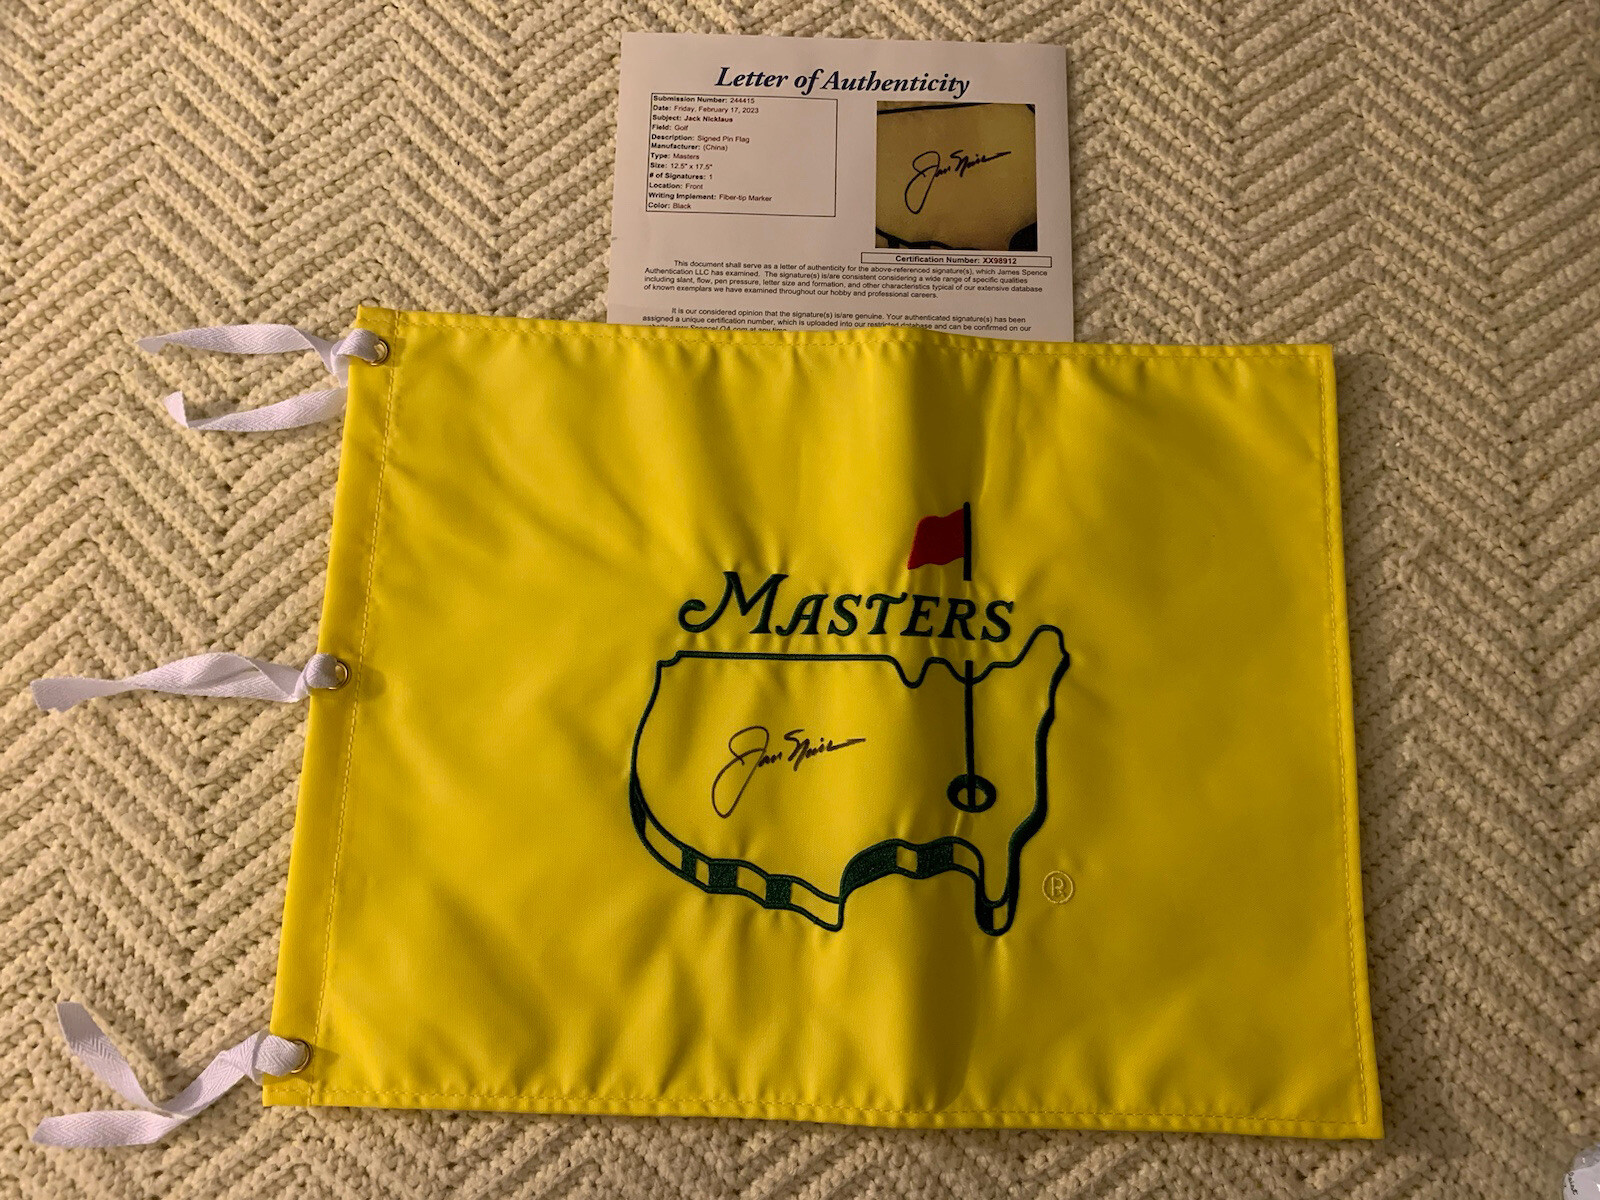 Letter of Authenticity
Submission Number: 244415
Date: Friday, February 17, 2023
Subject: Jack Nicklaus
Field: Golf
Description: Signed Pin Flag
Manufacturer: (China)
Type: Masters
Size: 12.5" x 17.5"
# of Signatures: 1
Location: Front
Writing Implement: Fiber-tip Marker
Color: Black
Certification Number: XX98912
This document shall serve as a letter of authenticity for the above-referenced signature(s), which James Spence
Authentication LLC has examined. The signature(s) is/are consistent considering a wide range of specific qualities
including slant, flow, pen pressure, letter size and formation, and other characteristics typical of our extensive database
of known exemplars we have examined throughout our hobby and professional careers.
It is our considered opinion that the signature(s) is/are genuine. Your authenticated signature(s) has been
assigned a unique certification number, which is uploaded into our restricted database and can be confirmed on our
MASTERS
®